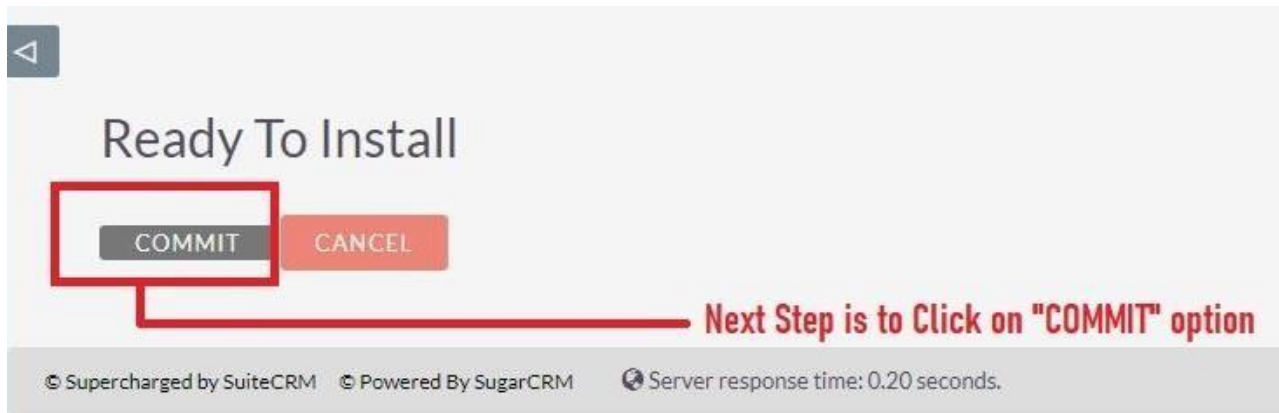 Ready To Install
COMMIT CANCEL
Next Step is to Click on "COMMIT" option
© Supercharged by SuiteCRM © Powered By SugarCRM Server response time: 0.20 seconds.